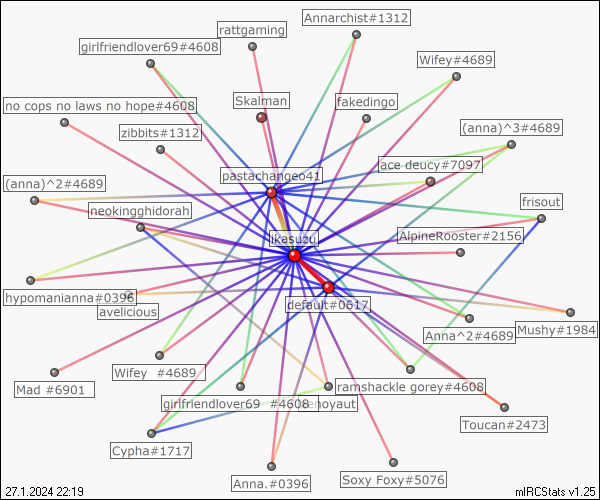 Annarchist#1312
rattgaming
girlfriendlover69#4608
Wifey#4689
Skalman
fakedingo
no cops no laws no hope#4608
zibbits#1312
(anna)^3#4689
ace deucy#7097
pastachangeo41
(anna)^2#4689
neokingghidorah
frisout
AlpineRooster#2156
likasuzu
hypomanianna#0396
default#0617
avelicious
Anna^2#4689
Mushy#1984
Wifey #4689
Mad #6901
ramshackle gorey#4608
girlfriendlover69 #4608
Toucan#2473
Cypha#1717
Anna.#0396
Soxy Foxy#5076
27.1.2024 22:19
mIRCStats v1.25